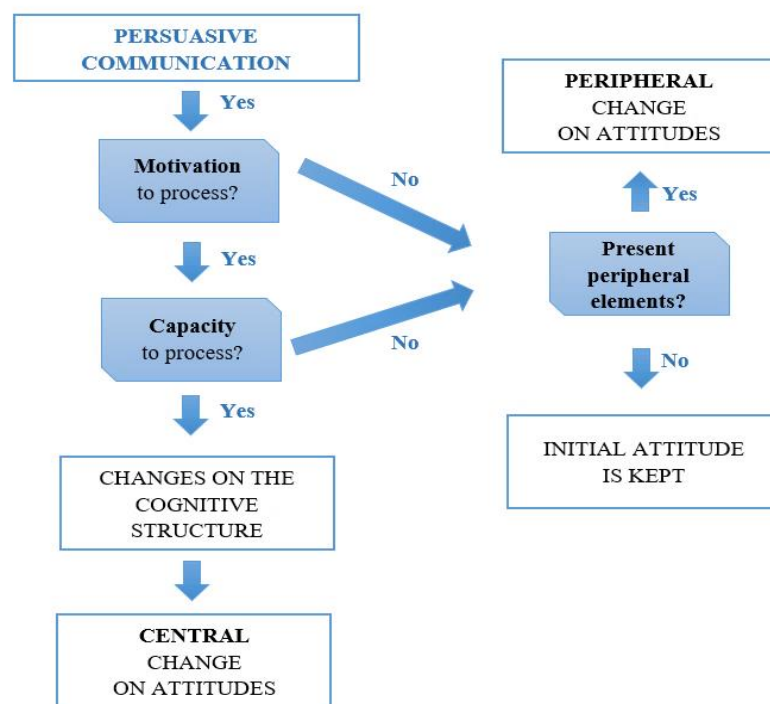 PERSUASIVE
COMMUNICATION
Yes
Motivation
to process?
No
Yes
Capacity
to process?
No
Yes
CHANGES ON THE
COGNITIVE
STRUCTURE
CENTRAL
CHANGE
ON ATTITUDES
PERIPHERAL
CHANGE
ON ATTITUDES
Yes
Present
peripheral
elements?
No
INITIAL ATTITUDE
IS KEPT